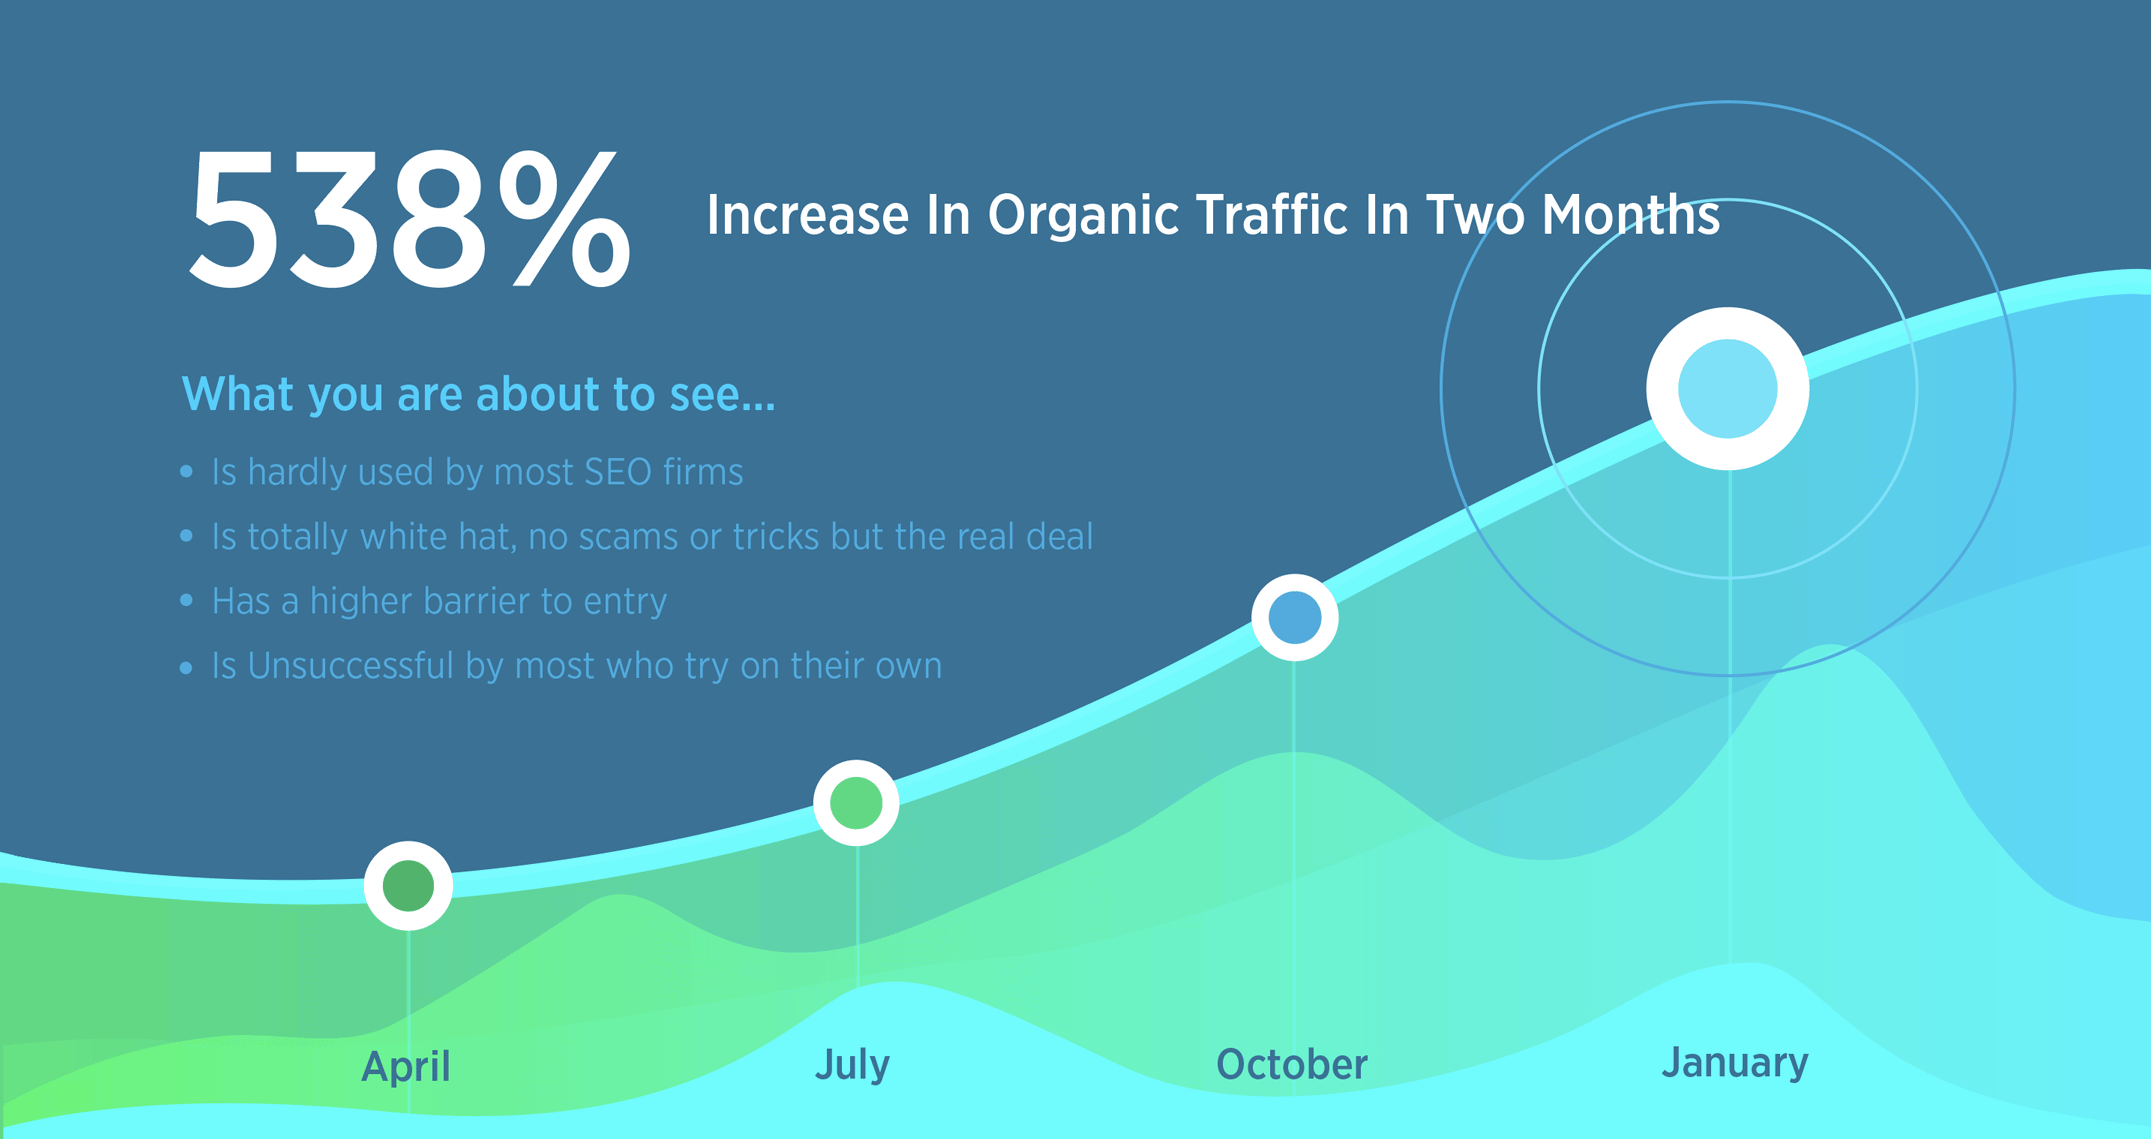 538%
Increase In Organic Traffic In Two Months
What you are about to see...
• Is hardly used by most SEO firms
• Is totally white hat, no scams or tricks but the real deal
• Has a higher barrier to entry
• Is Unsuccessful by most who try on their own
April
July
October
January